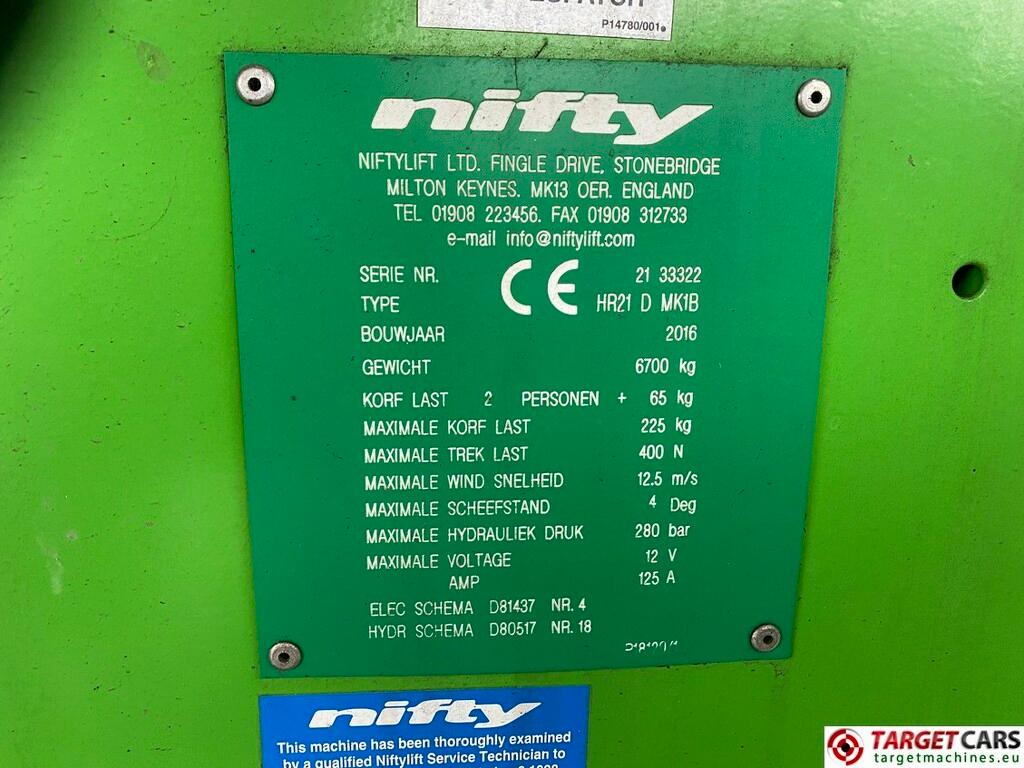 P14780/001
nifty
NIFTYLIFT LTD. FINGLE DRIVE, STONEBRIDGE
MILTON KEYNES. MK13 OER. ENGLAND
TEL 01908 223456. FAX 01908 312733
e-mail info@niftylift.com
SERIE NR. 21 33322
CE
TYPE HR21 D MK1B
BOUWJAAR 2016
GEWICHT 6700 kg
KORF LAST 2 PERSONEN + 65 kg
MAXIMALE KORF LAST 225 kg
MAXIMALE TREK LAST 400 N
MAXIMALE WIND SNELHEID 12.5 m/s
MAXIMALE SCHEEFSTAND 4 Deg
MAXIMALE HYDRAULIEK DRUK 280 bar
MAXIMALE VOLTAGE 12 V
AMP 125 A
ELEC SCHEMA D81437 NR. 4
HYDR SCHEMA D80517 NR. 18
nifty
This machine has been thoroughly examined
by a qualified Niftylift Service Technician to
TARGETCARS
targetmachines.eu